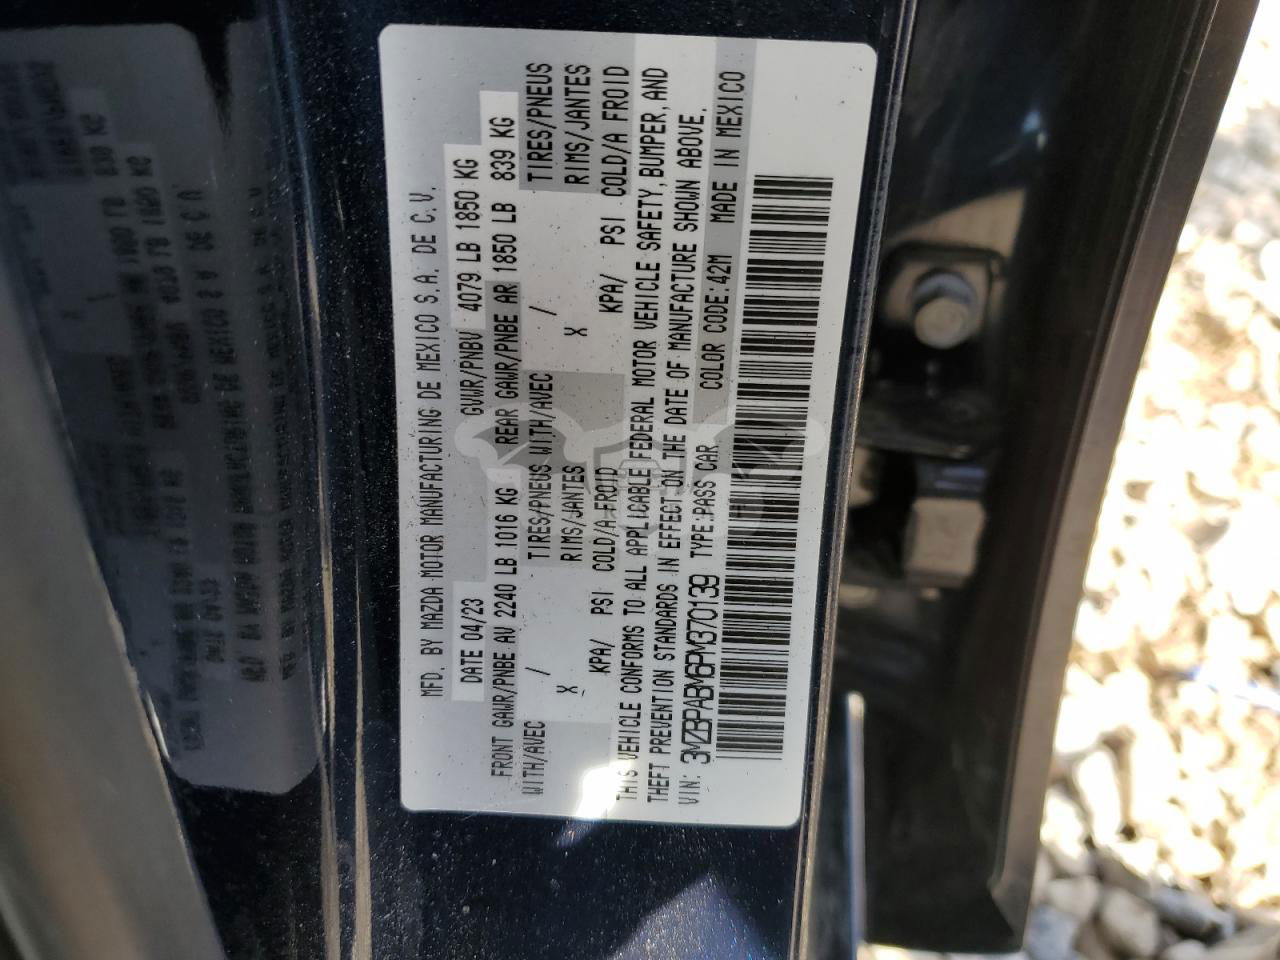 MFD. BY MAZDA MOTOR MANUFACTURING DE MEXICO S.A. DE C.V.
DATE 04/23 GVWR/PNBV 4079 LB 1850 KG
FRONT GAWR/PNBE AV 2240 LB 1016 KG REAR GAWR/PNBE AR 1850 LB 839 KG
WITH/AVEC / TIRES/PNEUS WITH/AVEC / TIRES/PNEUS
X RIMS/JANTES X RIMS/JANTES
KPA/ PSI COLD/A FROID KPA/ PSI COLD/A FROID
THIS VEHICLE CONFORMS TO ALL APPLICABLE FEDERAL MOTOR VEHICLE SAFETY, BUMPER, AND
THEFT PREVENTION STANDARDS IN EFFECT ON THE DATE OF MANUFACTURE SHOWN ABOVE.
VIN: 3MZBPABM6PM370139 TYPE:PASS CAR COLOR CODE:42M MADE IN MEXICO